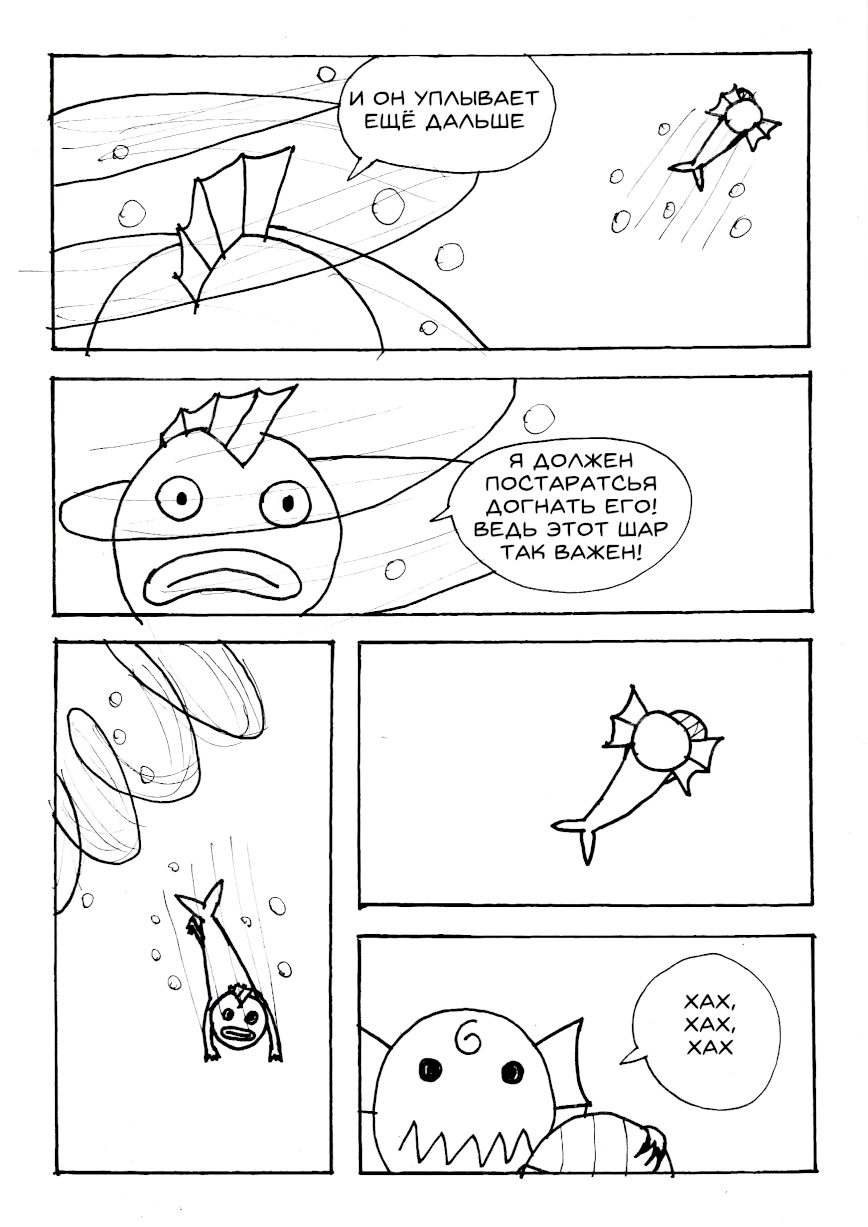 И ОН УПЛЫВАЕТ
ЕЩЁ ДАЛЬШЕ
Я ДОЛЖЕН
ПОСТАРАТСЬЯ
ДОГНАТЬ ЕГО!
ВЕДЬ ЭТОТ ШАР
ТАК ВАЖЕН!
ХАХ,
ХАХ,
ХАХ